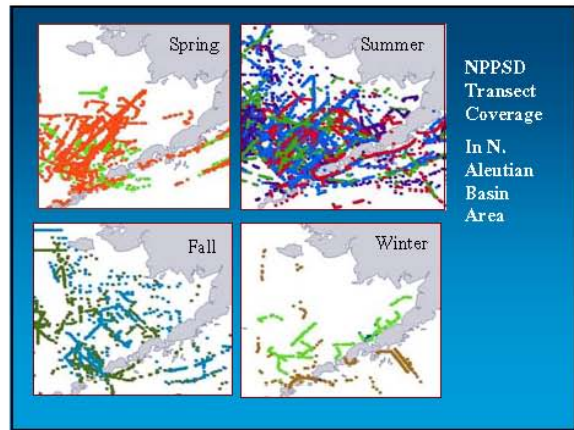 Spring
Summer
Fall
Winter
NPPSD
Transect
Coverage
In N.
Aleutian
Basin
Area